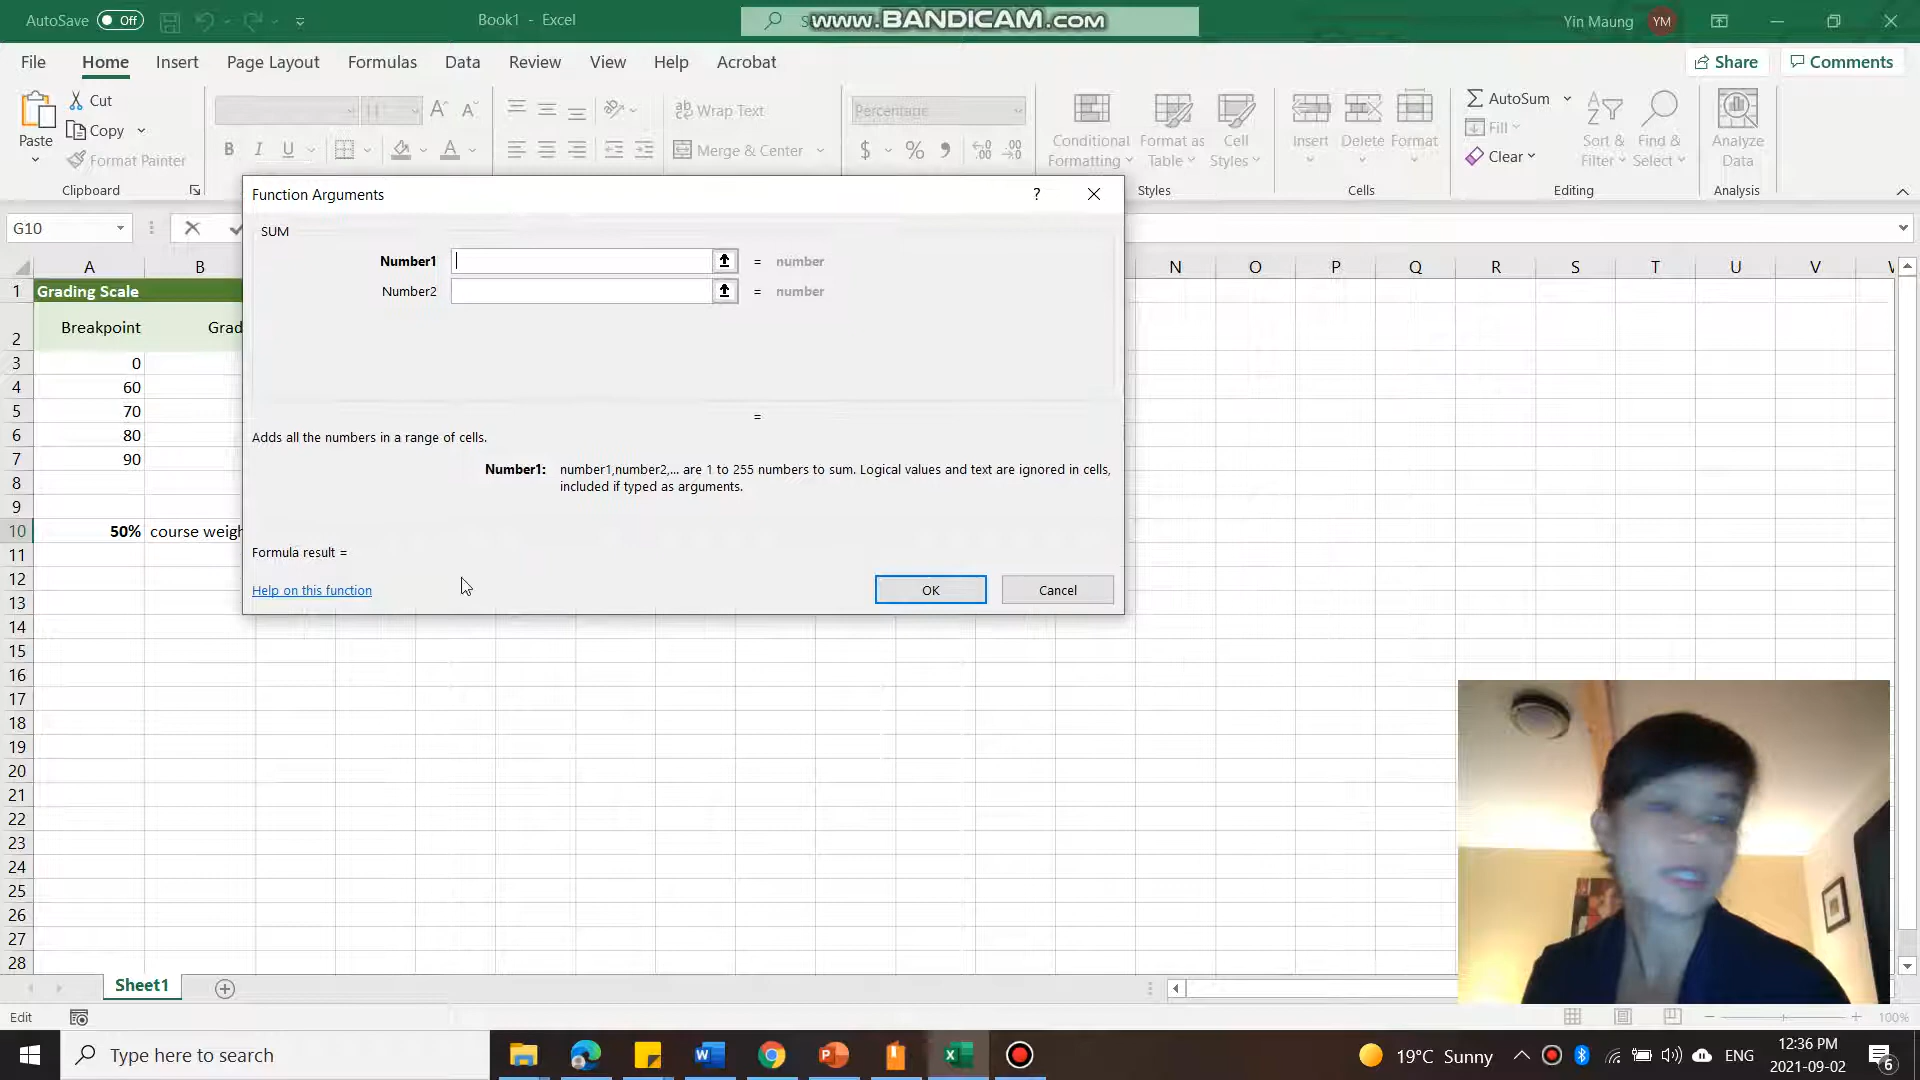 AutoSave Off Book1 - Excel www.BANDICAM.com Yin Maung YM
File Home Insert Page Layout Formulas Data Review View Help Acrobat Share Comments
Cut
Copy
Format Painter
Paste
Clipboard
11
B I U
Wrap Text
Merge & Center
Percentage
$ % ,
Conditional Formatting
Format as Table
Cell Styles
Styles
Insert Delete Format
Cells
AutoSum
Fill
Clear
Sort & Filter
Find & Select
Editing
Analyze Data
Analysis
G10
Function Arguments ?
SUM
Number1 = number
Number2 = number
=
Adds all the numbers in a range of cells.
Number1: number1,number2,... are 1 to 255 numbers to sum. Logical values and text are ignored in cells,
included if typed as arguments.
Formula result =
Help on this function OK Cancel
A B N O P Q R S T U V
1 Grading Scale
2 Breakpoint Grad
3 0
4 60
5 70
6 80
7 90
8
9
10 50% course weigh
11
12
13
14
15
16
17
18
19
20
21
22
23
24
25
26
27
28
Sheet1
Edit 100%
Type here to search 19°C Sunny ENG 12:36 PM
2021-09-02 6